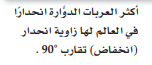 أكثر العربات الدوَّارة انحدارًا
في العالم لها زاوية انحدار
(انخفاض) تقارب °90 .